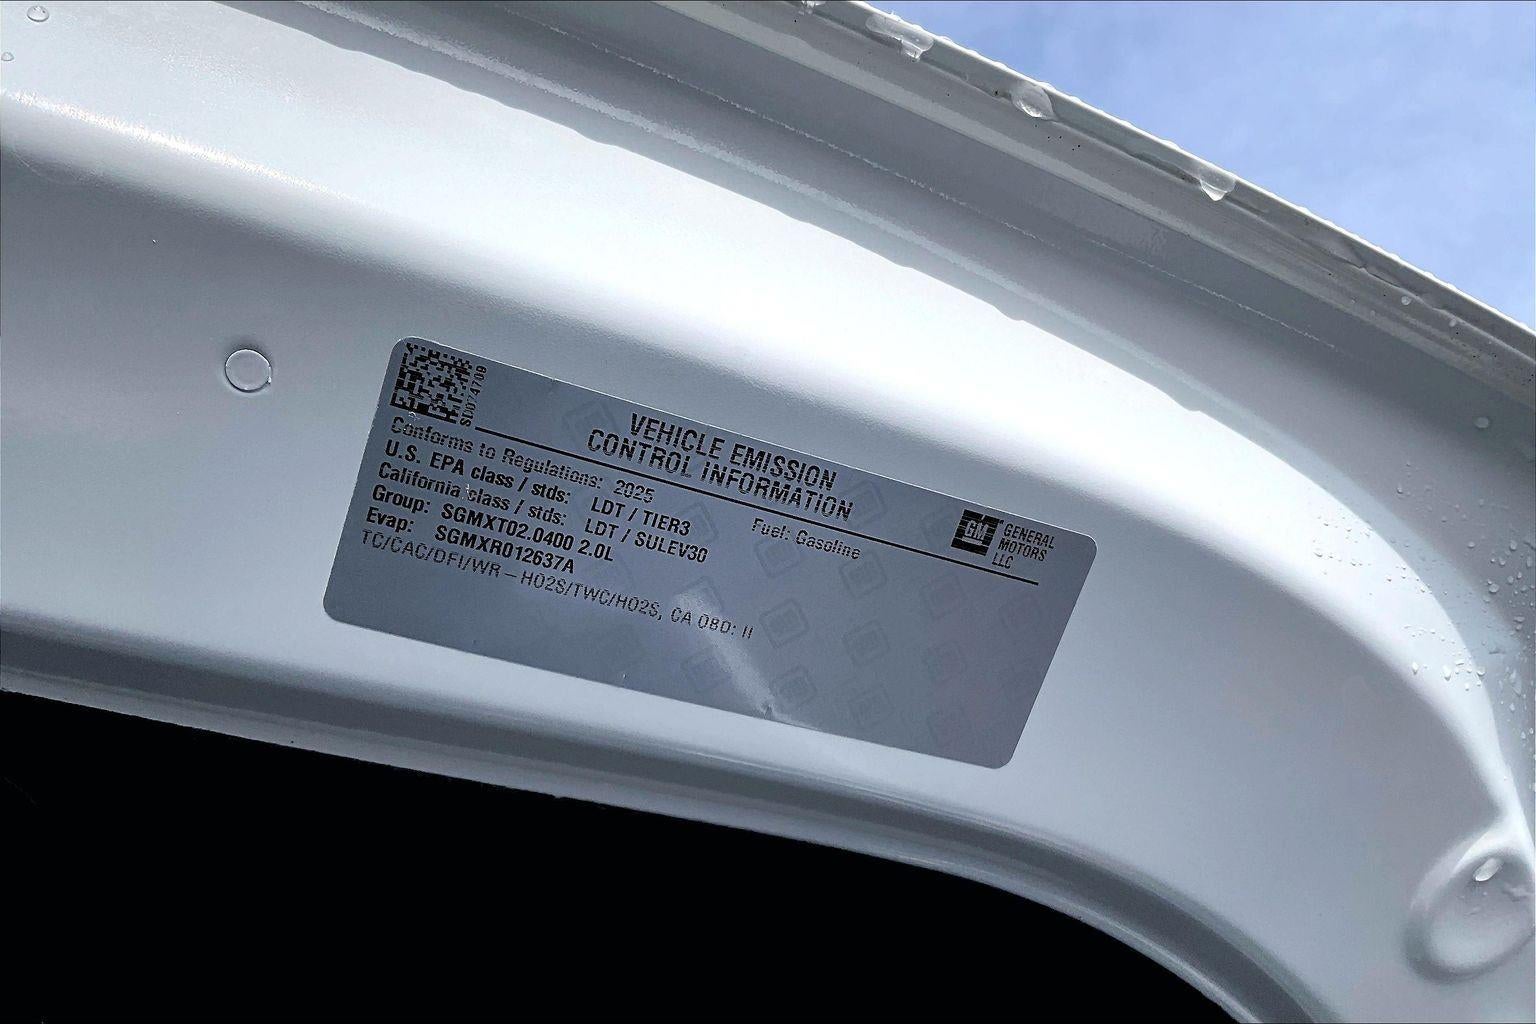 VEHICLE EMISSION
CONTROL INFORMATION
GM
GENERAL
MOTORS
LLC
Conforms to Regulations: 2025
Fuel: Gasoline
U.S. EPA class / stds: LDT / TIER3
California class / stds: LDT / SULEV30
Group: SGMXT02.0400 2.0L
Evap: SGMXR012637A
TC/CAC/DFI/WR – HO2S/TWC/HO2S, CA OBD: II